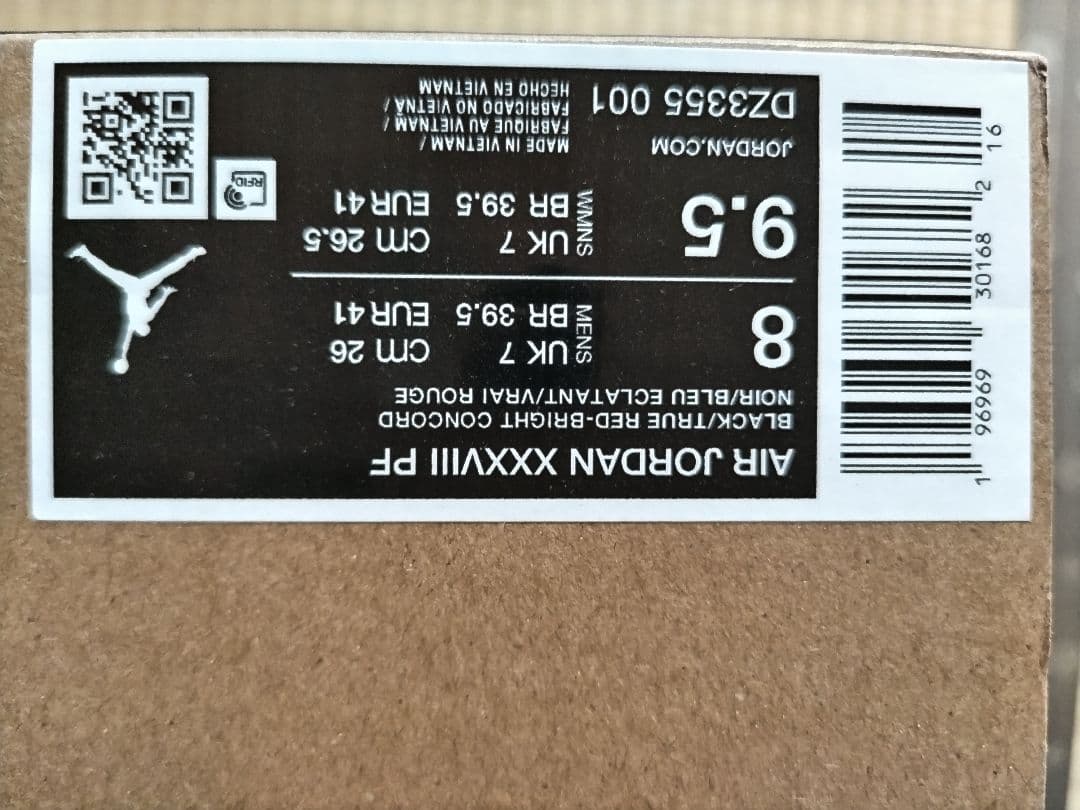 AIR JORDAN XXXVIII PF
BLACK/TRUE RED-BRIGHT CONCORD
NOIR/BLEU ECLATANT/VRAI ROUGE
8 MENS UK 7 cm 26
BR 39.5 EUR 41
9.5 WMNS UK 7 cm 26.5
BR 39.5 EUR 41
JORDAN.COM
DZ3355 001
MADE IN VIETNAM /
FABRIQUE AU VIETNAM /
FABRICADO NO VIETNÃ /
HECHO EN VIETNAM
RFID
1 96969 30168 2 16